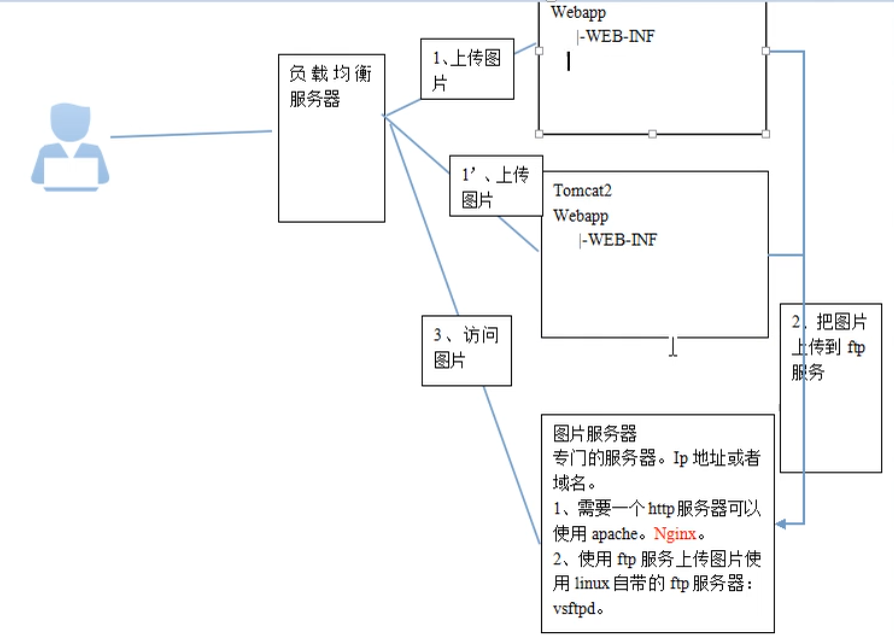 Webapp
|-WEB-INF
负载均衡
服务器
1、上传图
片
1’、上传
图片
Tomcat2
Webapp
|-WEB-INF
3、访问
图片
2、把图片
上传到 ftp
服务
图片服务器
专门的服务器。Ip 地址或者
域名。
1、需要一个 http 服务器可以
使用 apache。Nginx。
2、使用 ftp 服务上传图片使
用 linux 自带的 ftp 服务器：
vsftpd。